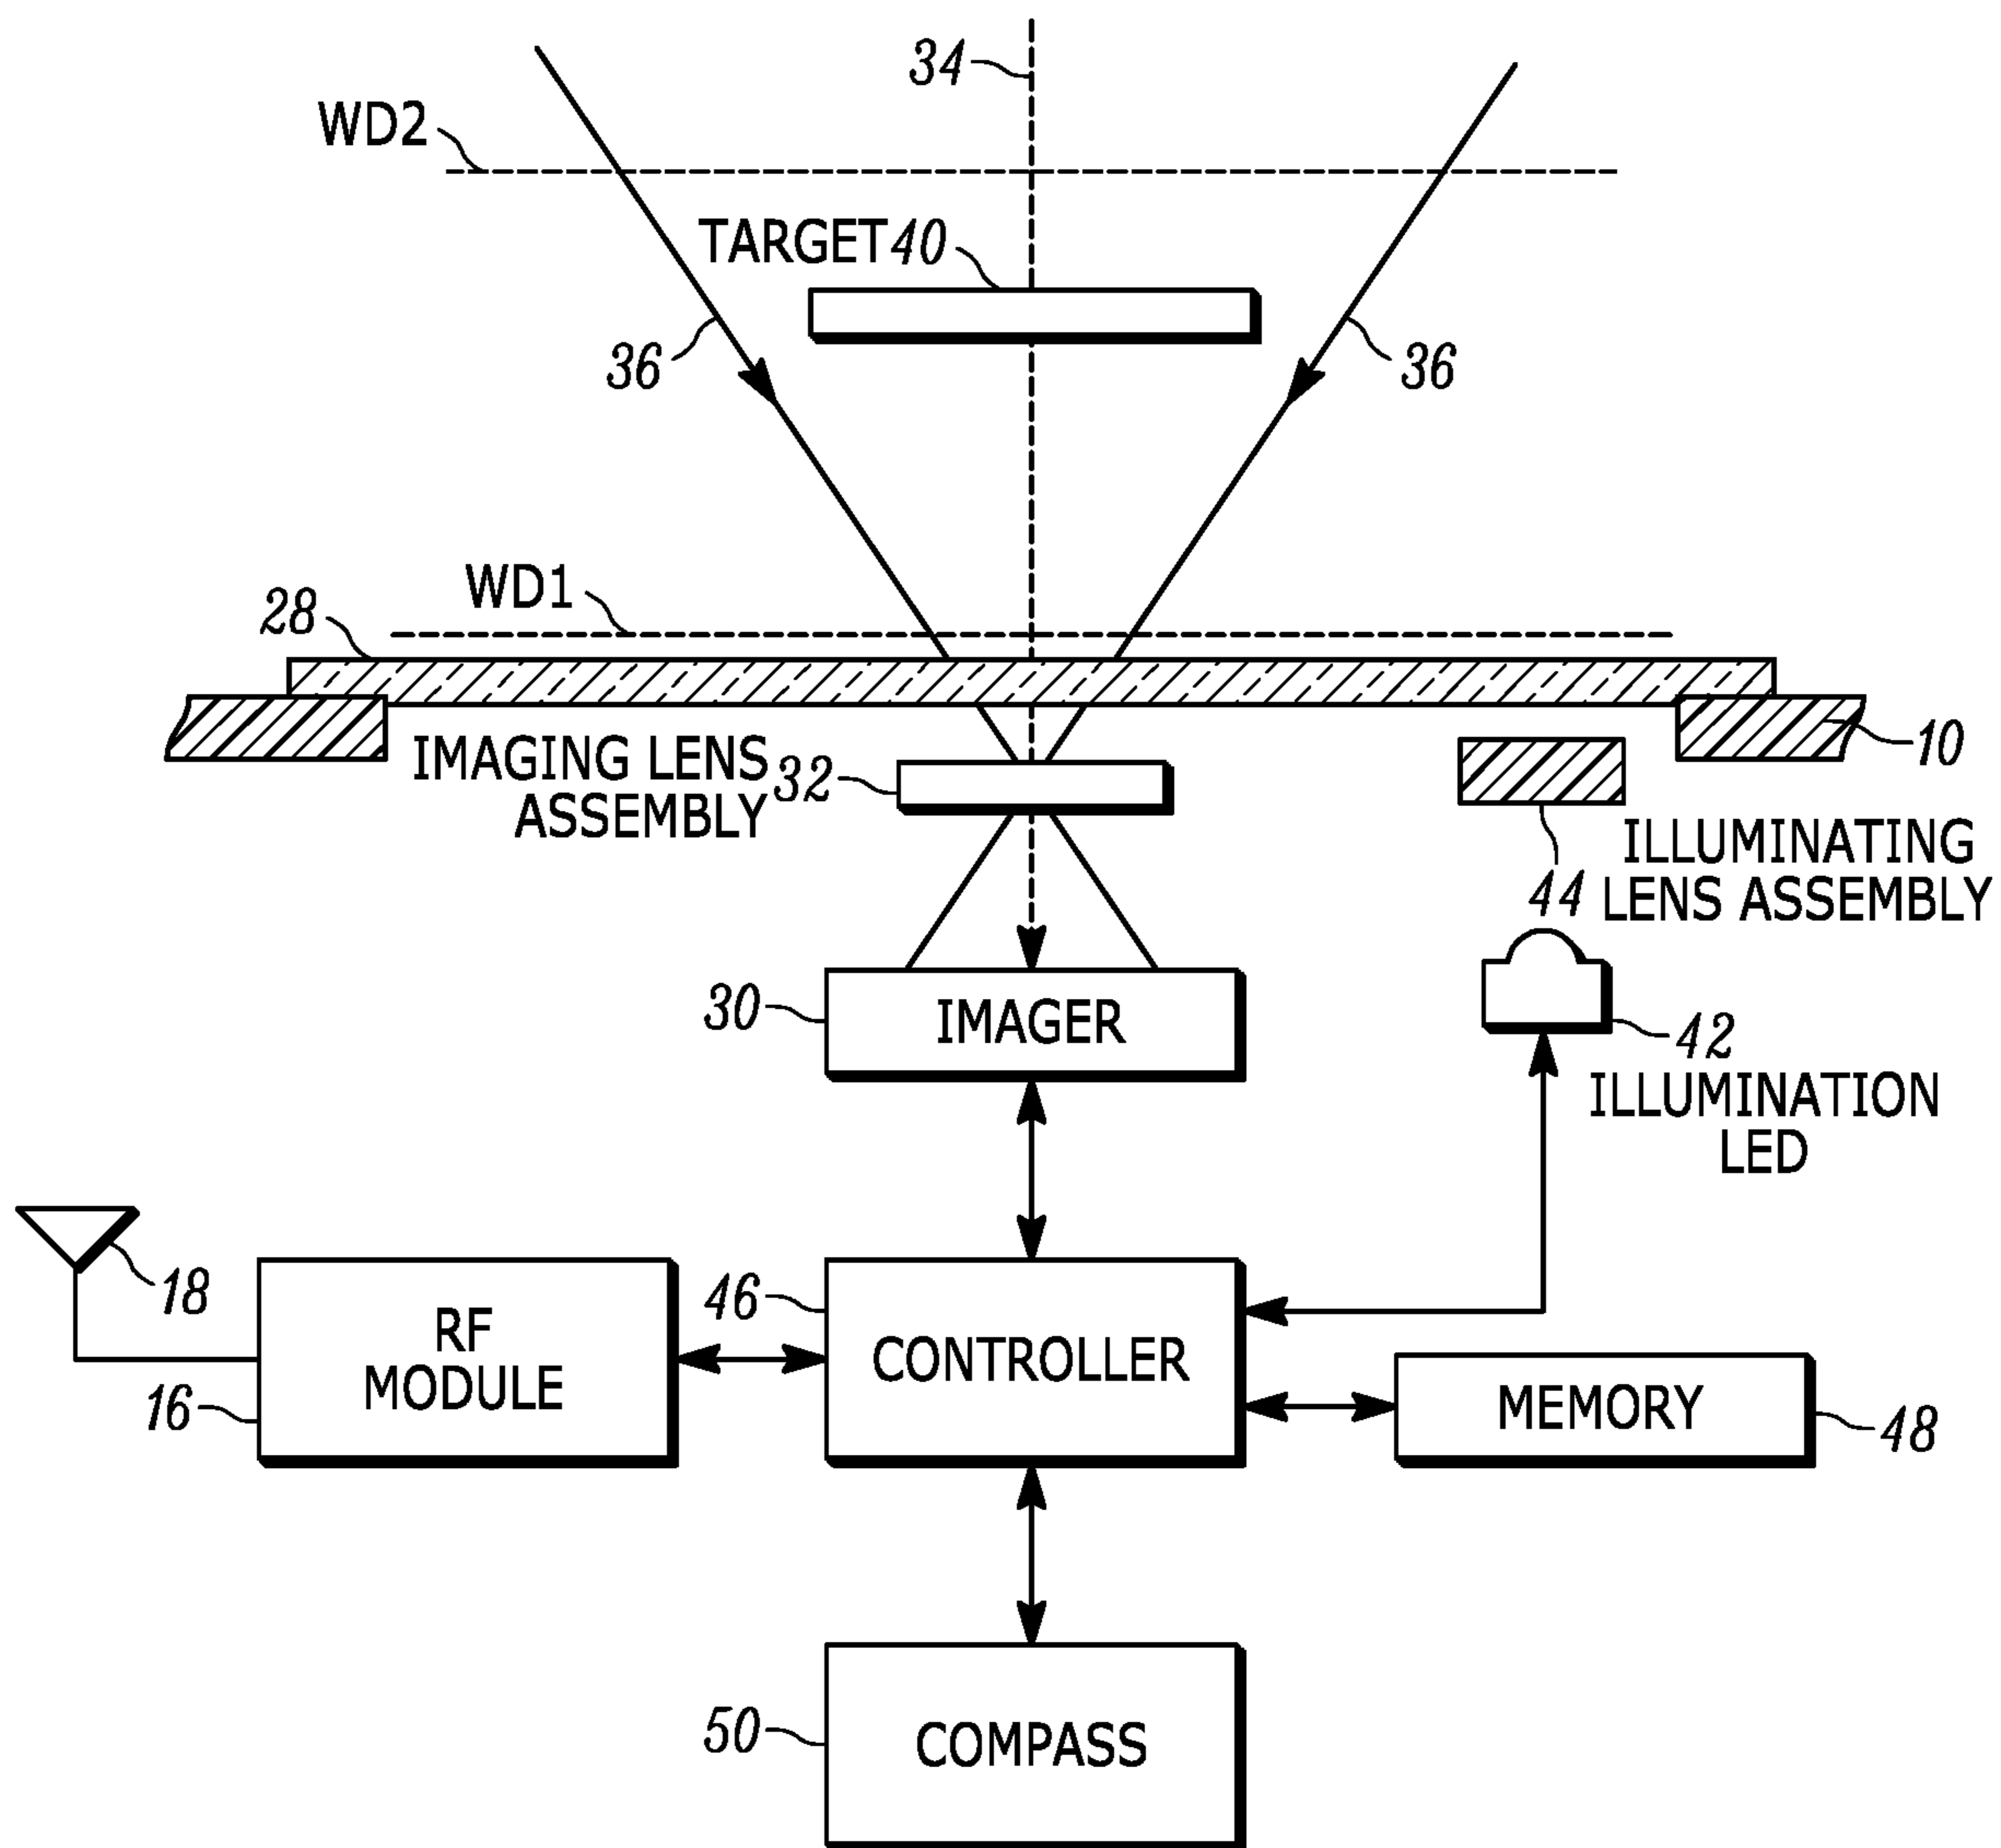 34
WD2
TARGET 40
36
36
WD1
28
10
IMAGING LENS
ASSEMBLY
32
ILLUMINATING
LENS ASSEMBLY
44
30
IMAGER
42
ILLUMINATION
LED
18
RF
MODULE
16
46
CONTROLLER
MEMORY
48
50
COMPASS